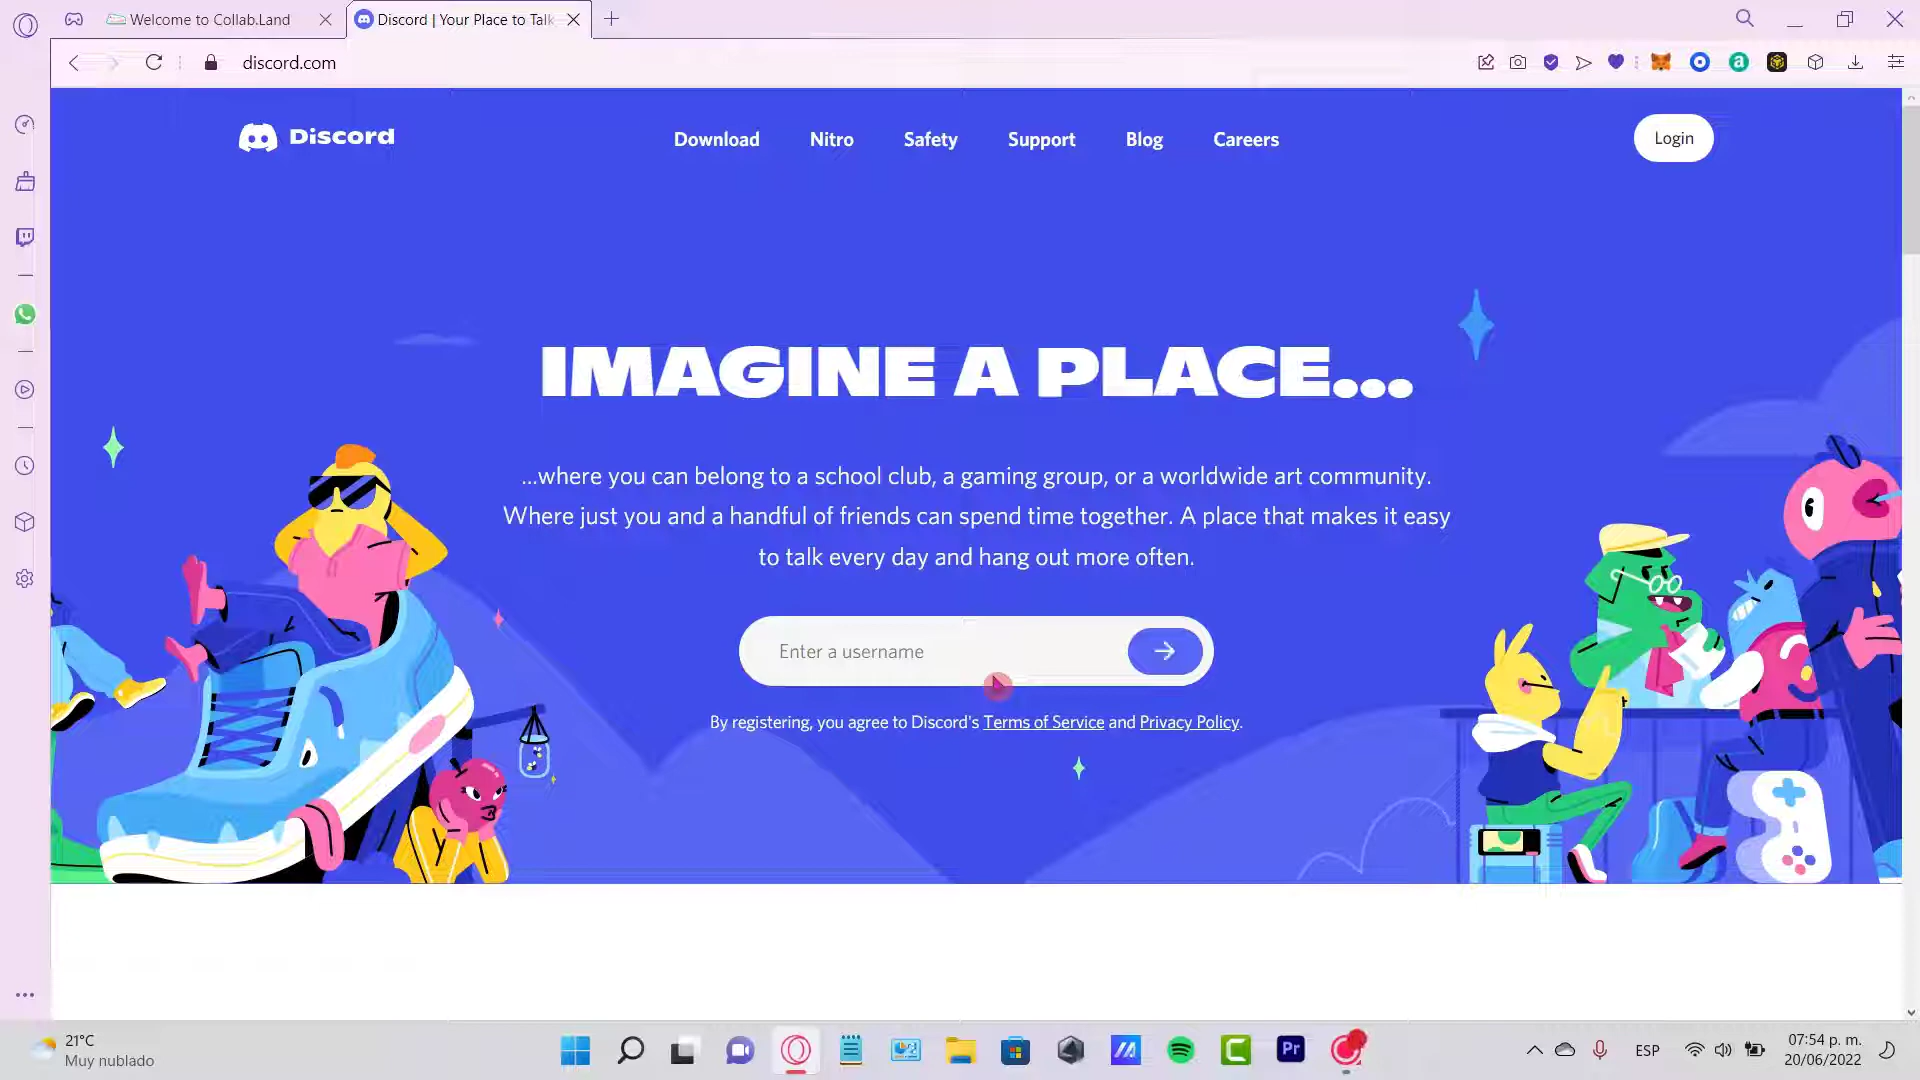 Welcome to Collab.Land
Discord | Your Place to Talk
discord.com
Discord
Download
Nitro
Safety
Support
Blog
Careers
Login
IMAGINE A PLACE...
...where you can belong to a school club, a gaming group, or a worldwide art community.
Where just you and a handful of friends can spend time together. A place that makes it easy
to talk every day and hang out more often.
Enter a username
By registering, you agree to Discord's Terms of Service and Privacy Policy.
21°C
Muy nublado
Pr
ESP
07:54 p. m.
20/06/2022